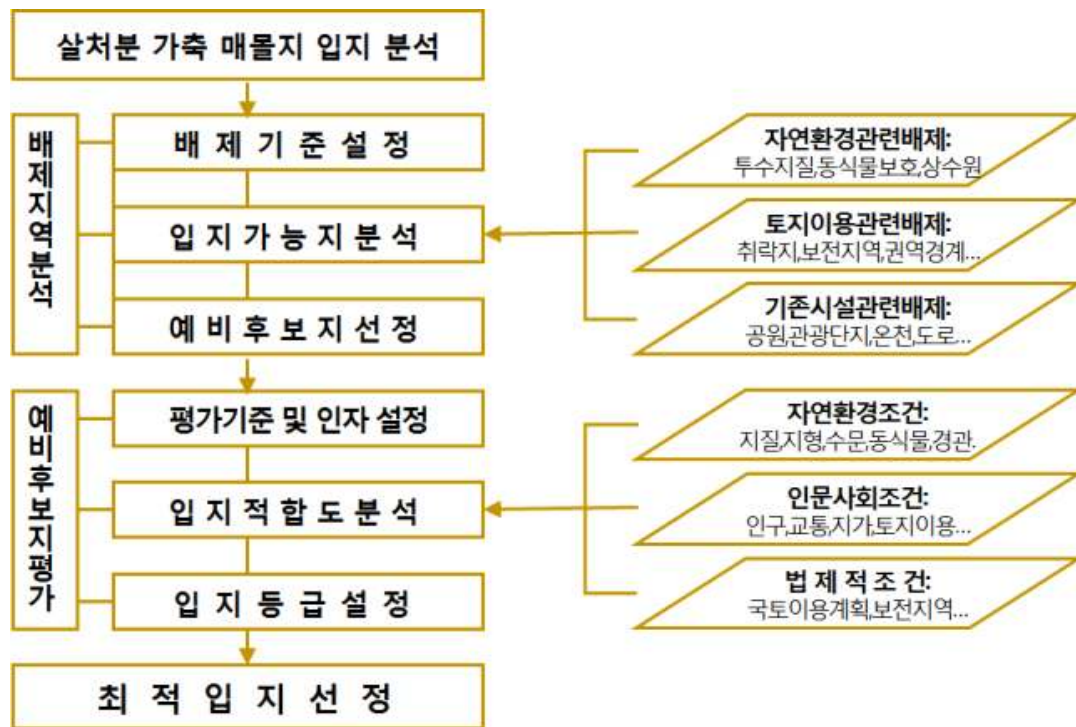 살처분 가축 매몰지 입지 분석
배제지역분석
배제기준설정
입지가능지분석
예비후보지선정
자연환경관련배제:
투수지질,동식물보호,상수원
토지이용관련배제:
취락지,보전지역,권역경계...
기존시설관련배제:
공원,관광단지,온천,도로...
예비후보지평가
평가기준 및 인자 설정
입지적합도분석
입지등급설정
자연환경조건:
지질,지형,수문,동식물,경관.
인문사회조건:
인구,교통,지가,토지이용...
법제적조건:
국토이용계획,보전지역...
최적입지선정